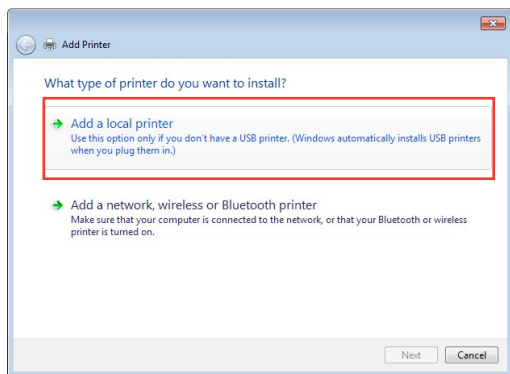 Add Printer
What type of printer do you want to install?
Add a local printer
Use this option only if you don't have a USB printer. (Windows automatically installs USB printers
when you plug them in.)
Add a network, wireless or Bluetooth printer
Make sure that your computer is connected to the network, or that your Bluetooth or wireless
printer is turned on.
Next Cancel